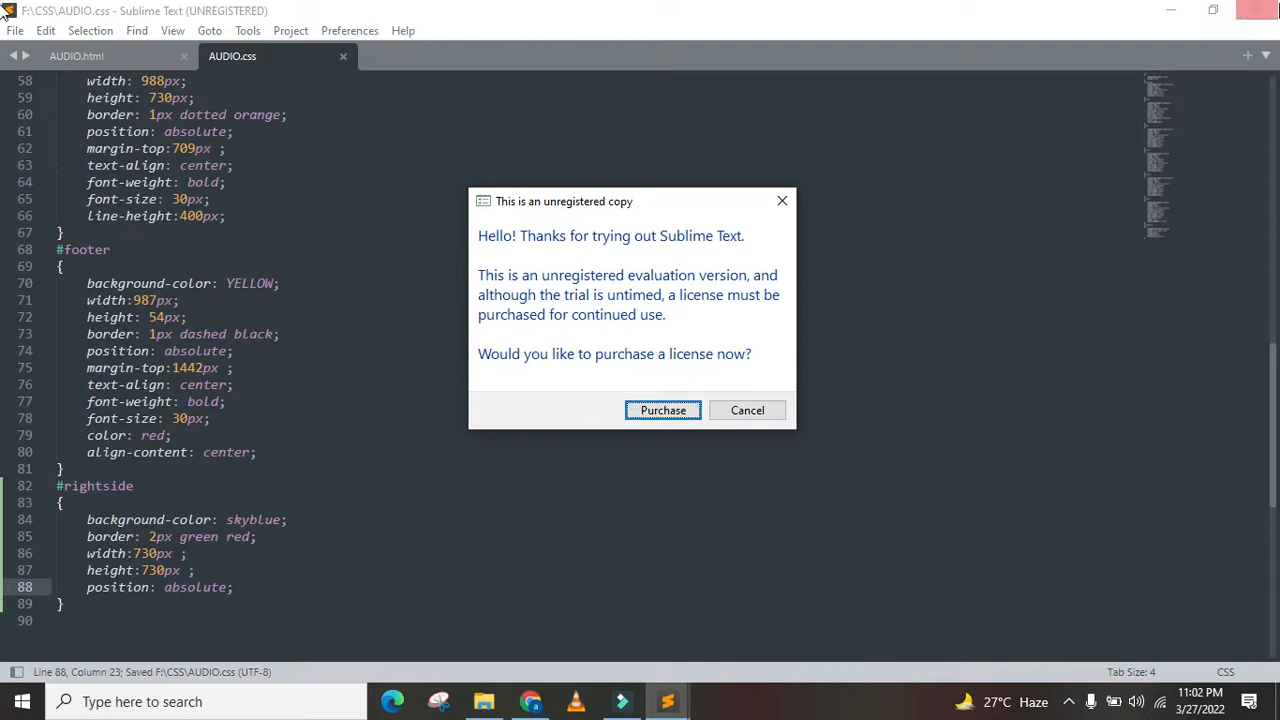 F:\CSS\AUDIO.css - Sublime Text (UNREGISTERED)
File Edit Selection Find View Goto Tools Project Preferences Help
AUDIO.html AUDIO.css
58 width: 988px;
59 height: 730px;
60 border: 1px dotted orange;
61 position: absolute;
62 margin-top:709px ;
63 text-align: center;
64 font-weight: bold;
65 font-size: 30px;
66 line-height:400px;
67 }
68 #footer
69 {
70 background-color: YELLOW;
71 width:987px;
72 height: 54px;
73 border: 1px dashed black;
74 position: absolute;
75 margin-top:1442px ;
76 text-align: center;
77 font-weight: bold;
78 font-size: 30px;
79 color: red;
80 align-content: center;
81 }
82 #rightside
83 {
84 background-color: skyblue;
85 border: 2px green red;
86 width:730px ;
87 height:730px ;
88 position: absolute;
89 }
90
This is an unregistered copy
Hello! Thanks for trying out Sublime Text.
This is an unregistered evaluation version, and
although the trial is untimed, a license must be
purchased for continued use.
Would you like to purchase a license now?
Purchase Cancel
Line 88, Column 23; Saved F:\CSS\AUDIO.css (UTF-8) Tab Size: 4 CSS
Type here to search 27°C Haze 11:02 PM
3/27/2022